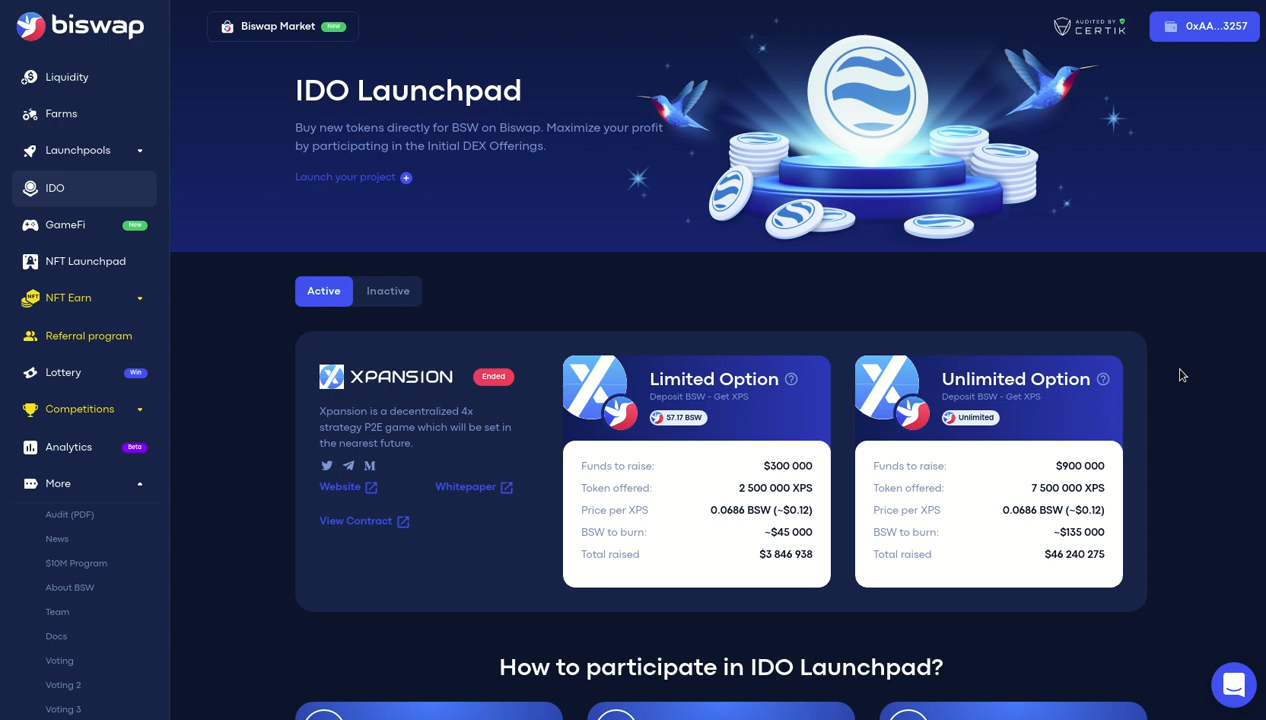 biswap
Liquidity
Farms
Launchpools
IDO
GameFi New
NFT Launchpad
NFT NFT Earn
Referral program
Lottery Win
Competitions
Analytics Beta
More
Audit (PDF)
News
$10M Program
About BSW
Team
Docs
Voting
Voting 2
Voting 3
Biswap Market New
AUDITED BY
CERTIK
0xAA...3257
IDO Launchpad
Buy new tokens directly for BSW on Biswap. Maximize your profit
by participating in the Initial DEX Offerings.
Launch your project
Active Inactive
XPANSION Ended
Xpansion is a decentralized 4x
strategy P2E game which will be set in
the nearest future.
Website Whitepaper
View Contract
Limited Option
Deposit BSW - Get XPS
57.17 BSW
Funds to raise: $300 000
Token offered: 2 500 000 XPS
Price per XPS 0.0686 BSW (~$0.12)
BSW to burn: ~$45 000
Total raised $3 846 938
Unlimited Option
Deposit BSW - Get XPS
Unlimited
Funds to raise: $900 000
Token offered: 7 500 000 XPS
Price per XPS 0.0686 BSW (~$0.12)
BSW to burn: ~$135 000
Total raised $46 240 275
How to participate in IDO Launchpad?